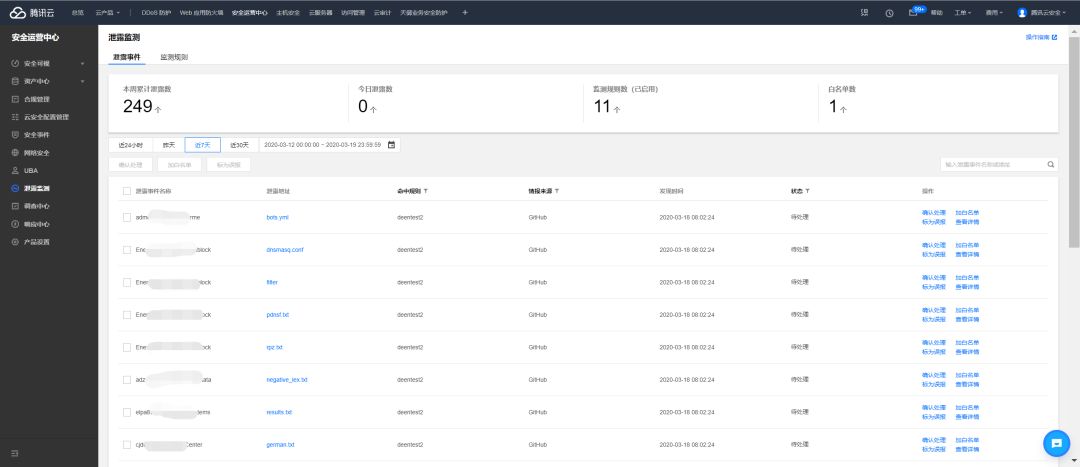 腾讯云 总览 云产品 DDoS 防护 Web 应用防火墙 安全运营中心 主机安全 云服务器 访问管理 云审计 天御业务安全防护 + 99+ 帮助 工单 费用 腾讯云安全
安全运营中心
安全可视
资产中心
合规管理
云安全配置管理
安全事件
网络安全
UBA
泄露监测
调查中心
响应中心
产品设置
泄露监测 操作指南
泄露事件 监测规则
本周累计泄露数 今日泄露数 监测规则数（已启用） 白名单数
249 个 0 个 11 个 1 个
近24小时 昨天 近7天 近30天 2020-03-12 00:00:00 ~ 2020-03-19 23:59:59
确认处理 加白名单 标为误报 输入泄露事件名称或地址
泄露事件名称 泄露地址 命中规则 情报来源 发现时间 状态 操作
adm rme bots.yml deentest2 GitHub 2020-03-18 08:02:24 待处理 确认处理 加白名单
标为误报 查看详情
Ene block dnsmasq.conf deentest2 GitHub 2020-03-18 08:02:24 待处理 确认处理 加白名单
标为误报 查看详情
Ener lock filter deentest2 GitHub 2020-03-18 08:02:24 待处理 确认处理 加白名单
标为误报 查看详情
Ene ock pdnsf.txt deentest2 GitHub 2020-03-18 08:02:24 待处理 确认处理 加白名单
标为误报 查看详情
Ene ock rpz.txt deentest2 GitHub 2020-03-18 08:02:24 待处理 确认处理 加白名单
标为误报 查看详情
adz ata negative_lex.txt deentest2 GitHub 2020-03-18 08:02:24 待处理 确认处理 加白名单
标为误报 查看详情
elpa tems results.txt deentest2 GitHub 2020-03-18 08:02:24 待处理 确认处理 加白名单
标为误报 查看详情
cjd Center german.txt deentest2 GitHub 2020-03-18 08:02:24 待处理 确认处理 加白名单
标为误报 查看详情